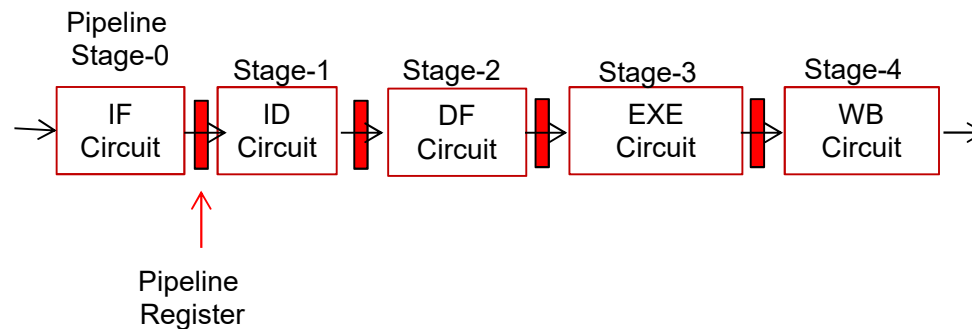 Pipeline
Stage-0
Stage-1
Stage-2
Stage-3
Stage-4
IF
Circuit
ID
Circuit
DF
Circuit
EXE
Circuit
WB
Circuit
Pipeline
Register